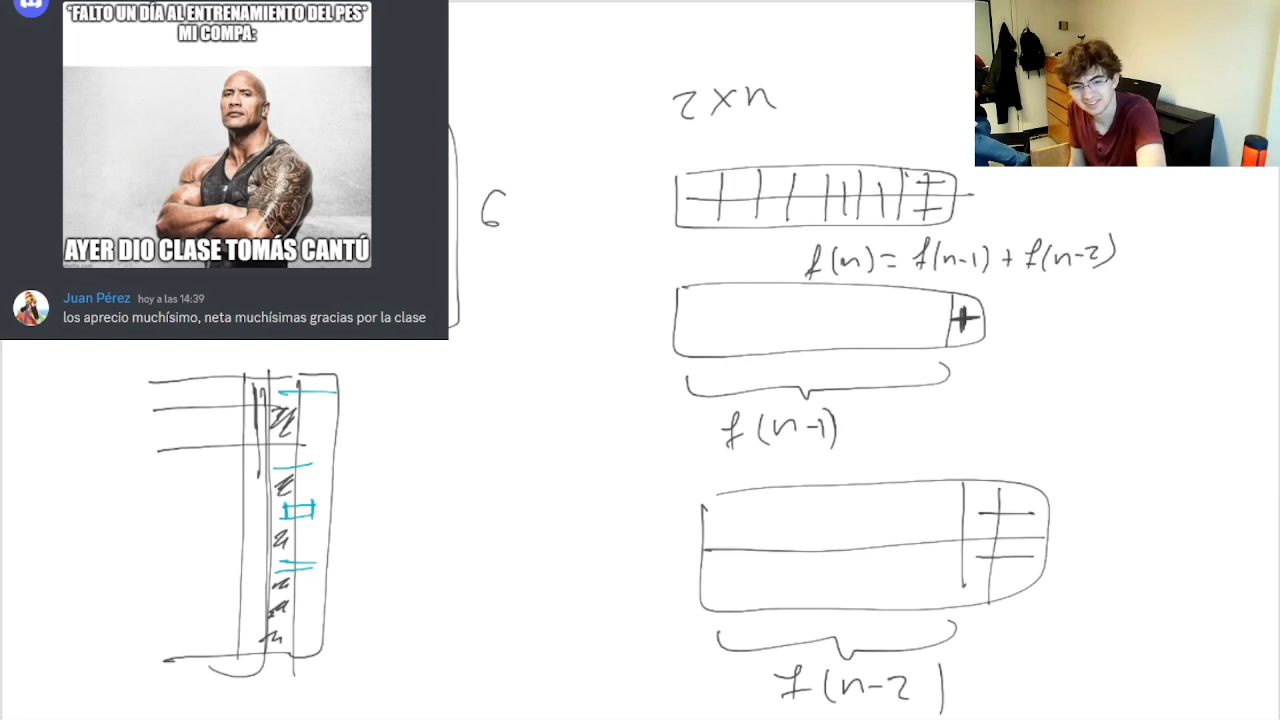 *FALTO UN DÍA AL ENTRENAMIENTO DEL PES*
MI COMPA:
AYER DIO CLASE TOMÁS CANTÚ
Juan Pérez hoy a las 14:39
los aprecio muchísimo, neta muchísimas gracias por la clase
6
2×n
f(n) = f(n-1) + f(n-2)
f(n-1)
f(n-2)